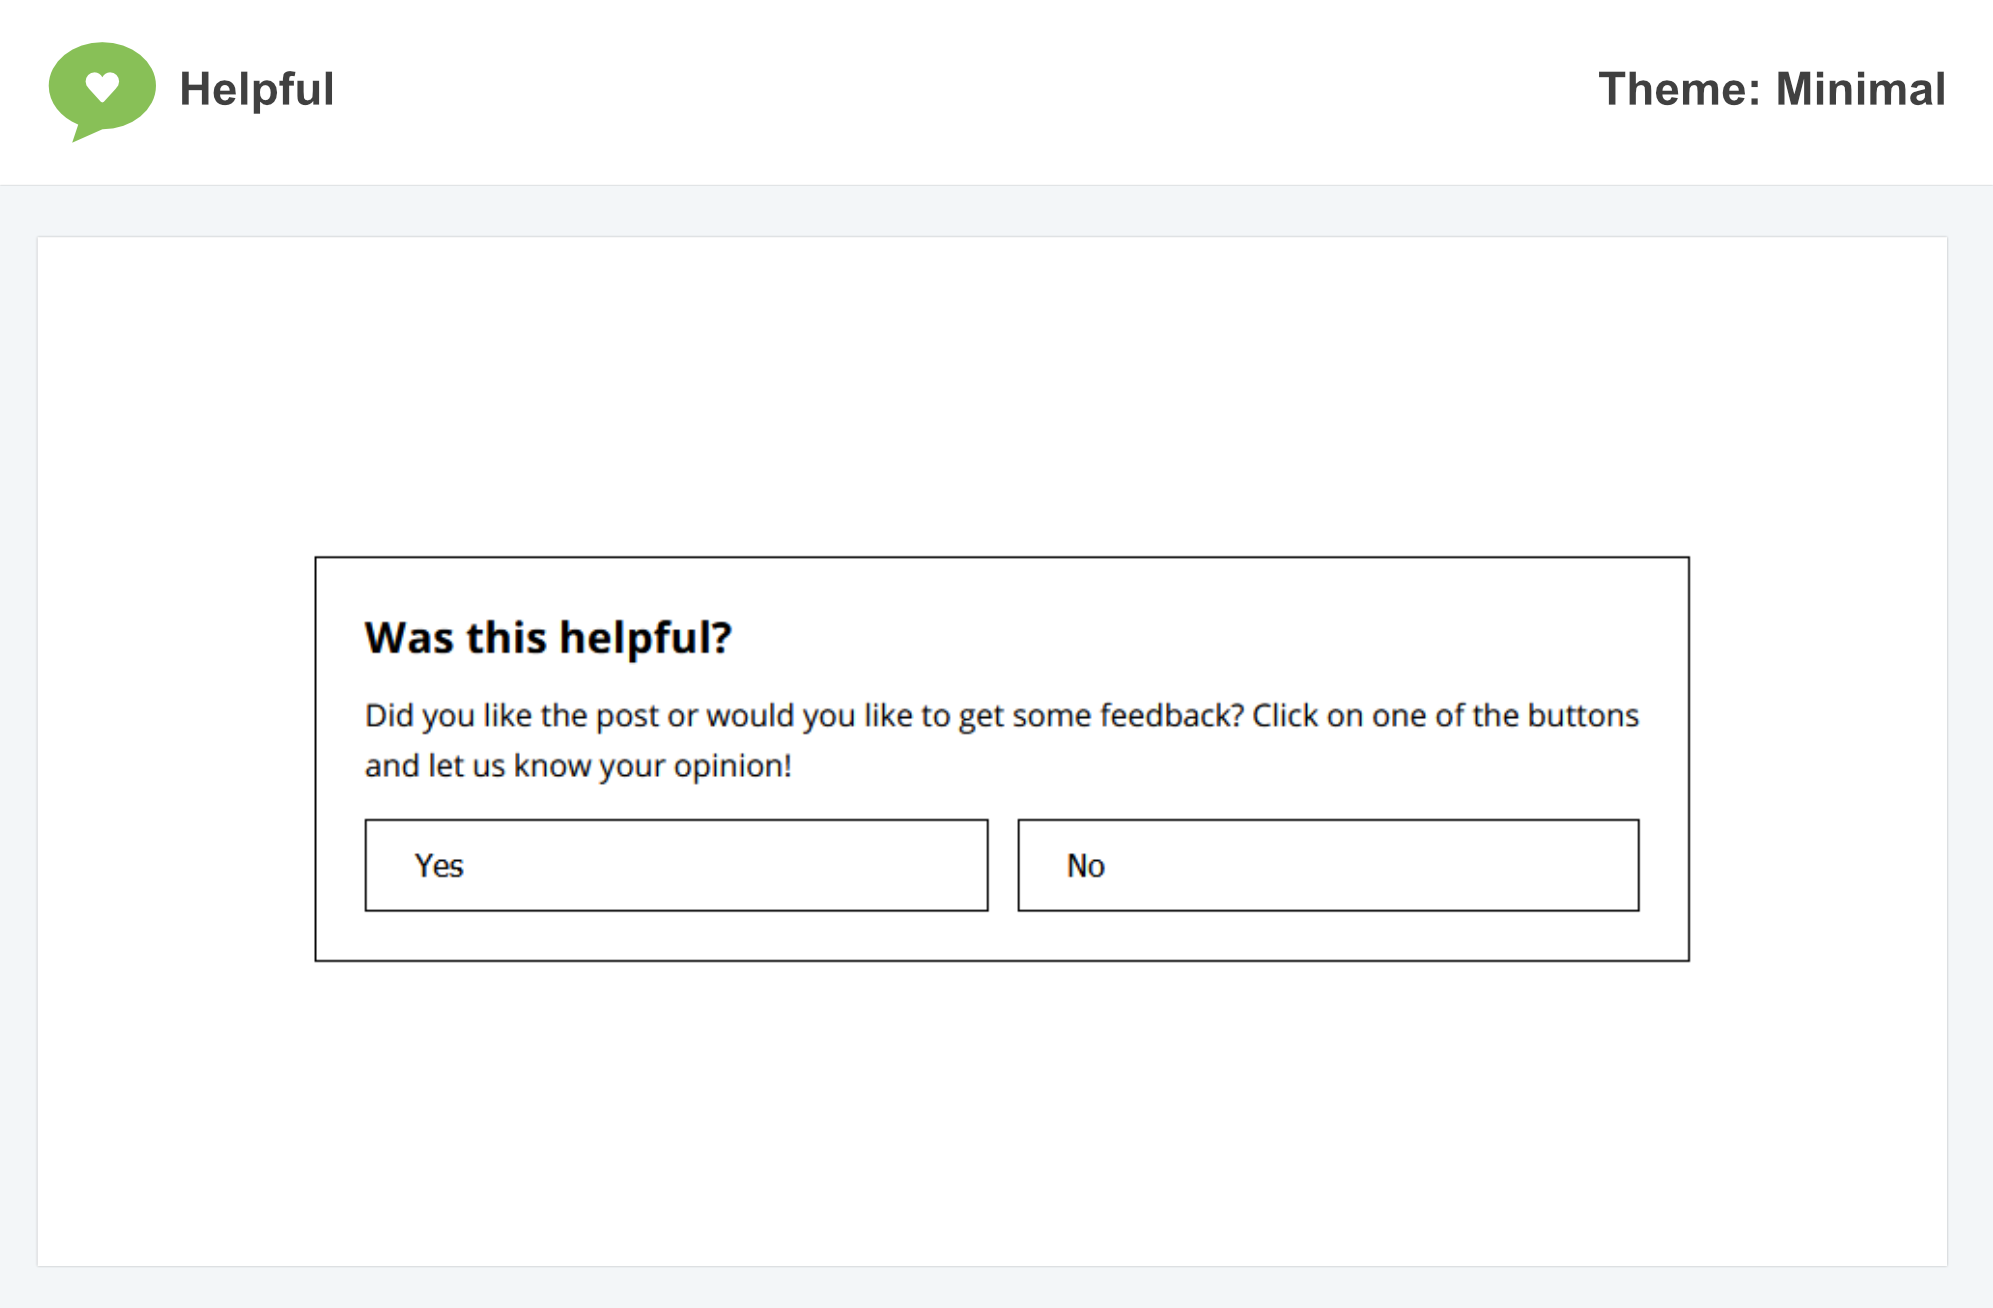 Helpful
Theme: Minimal
Was this helpful?
Did you like the post or would you like to get some feedback? Click on one of the buttons
and let us know your opinion!
Yes
No